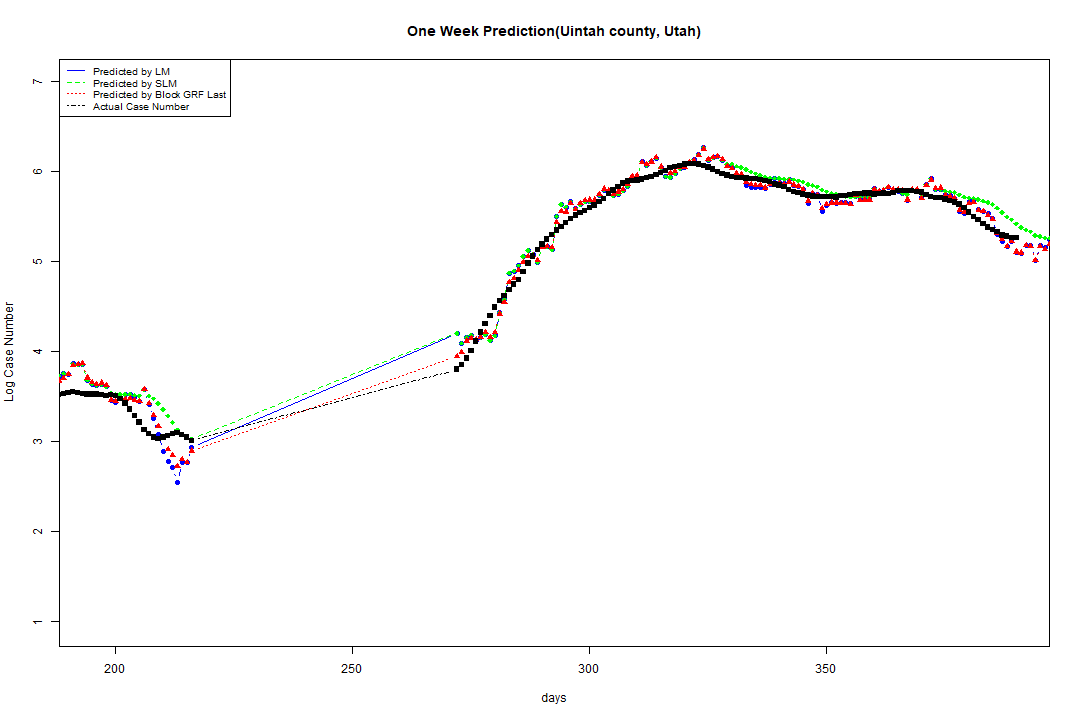 One Week Prediction(Uintah county, Utah)
Predicted by LM
Predicted by SLM
Predicted by Block GRF Last
Actual Case Number
7
6
5
4
3
2
1
Log Case Number
200
250
300
350
days